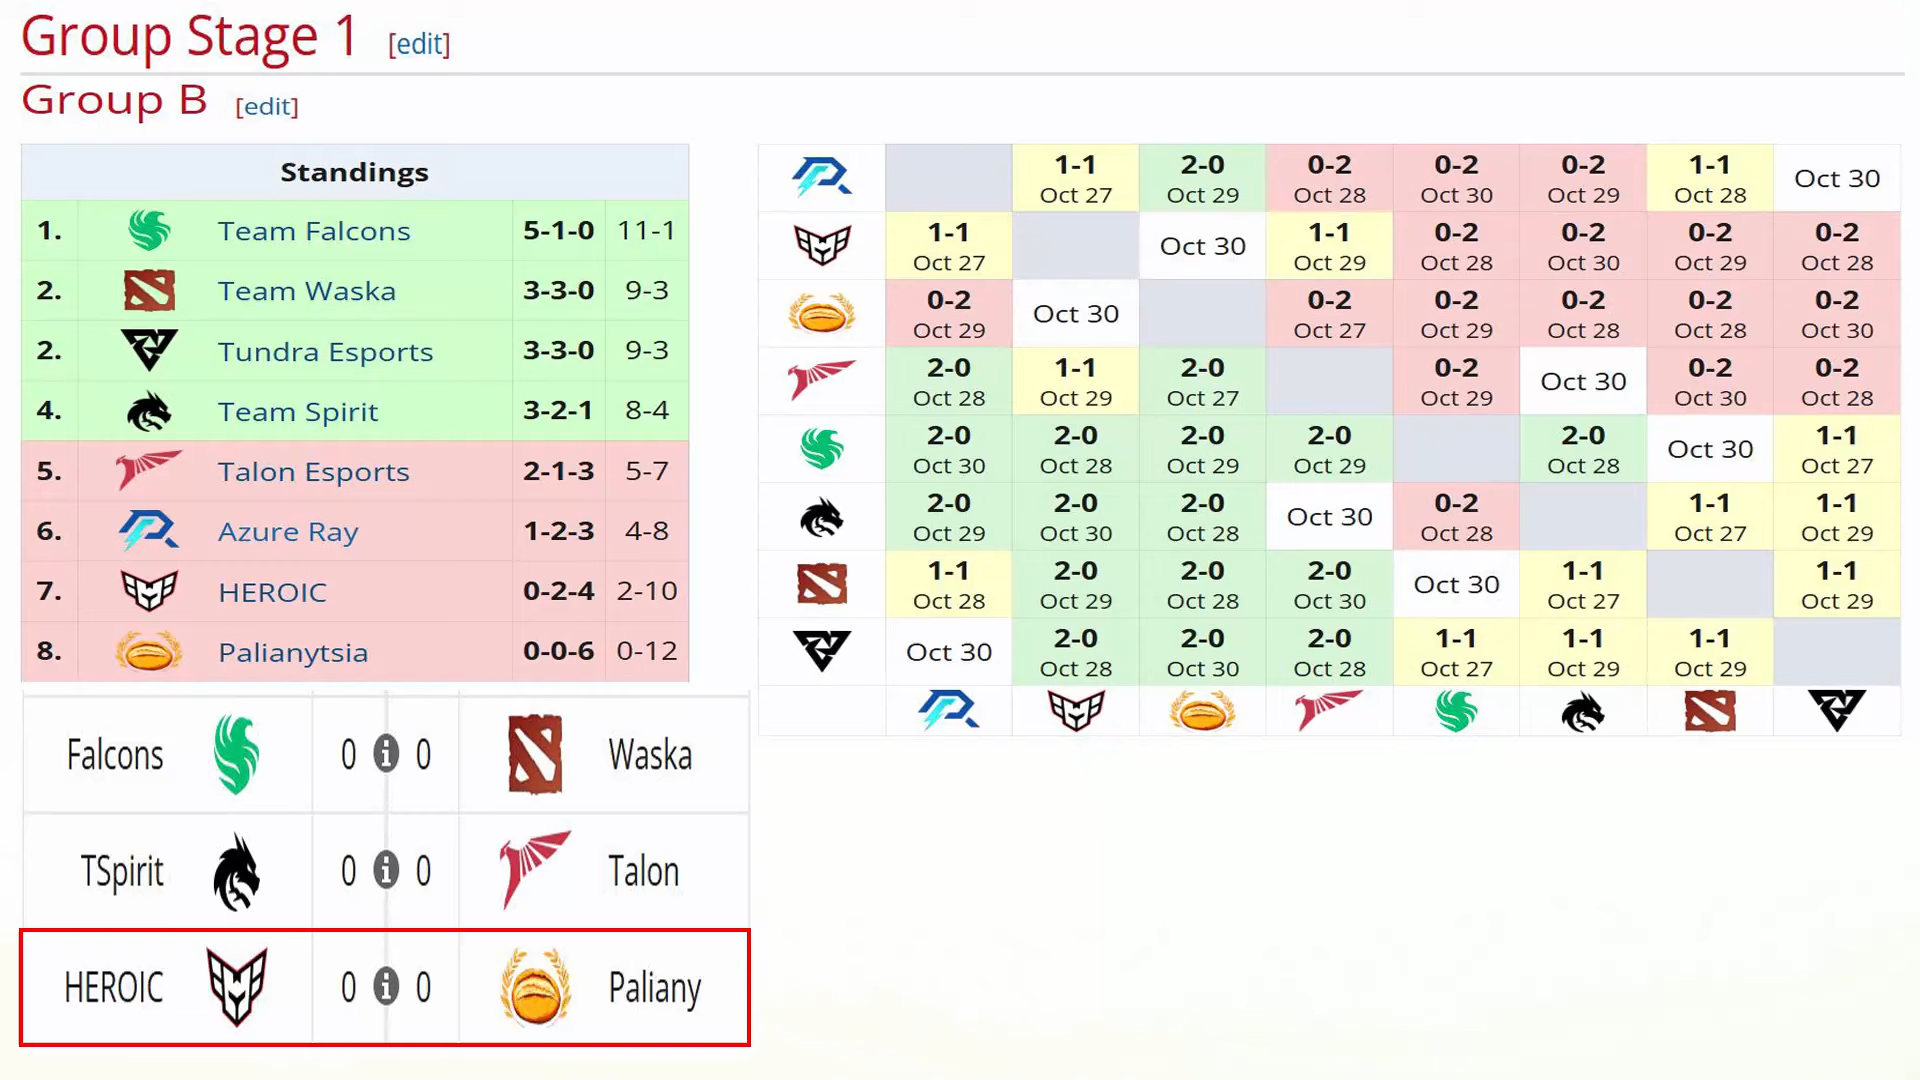 Group Stage 1 [edit]
Group B [edit]
Standings
1. Team Falcons 5-1-0 11-1
2. Team Waska 3-3-0 9-3
2. Tundra Esports 3-3-0 9-3
4. Team Spirit 3-2-1 8-4
5. Talon Esports 2-1-3 5-7
6. Azure Ray 1-2-3 4-8
7. HEROIC 0-2-4 2-10
8. Palianytsia 0-0-6 0-12
Falcons 0 i 0 Waska
TSpirit 0 i 0 Talon
HEROIC 0 i 0 Paliany
1-1 2-0 0-2 0-2 0-2 1-1 Oct 30
Oct 27 Oct 29 Oct 28 Oct 30 Oct 29 Oct 28
1-1 Oct 30 1-1 0-2 0-2 0-2 0-2
Oct 27 Oct 29 Oct 28 Oct 30 Oct 29 Oct 28
0-2 Oct 30 0-2 0-2 0-2 0-2 0-2
Oct 29 Oct 27 Oct 29 Oct 28 Oct 28 Oct 30
2-0 1-1 2-0 0-2 Oct 30 0-2 0-2
Oct 28 Oct 29 Oct 27 Oct 29 Oct 30 Oct 28
2-0 2-0 2-0 2-0 2-0 Oct 30 1-1
Oct 30 Oct 28 Oct 29 Oct 29 Oct 28 Oct 27
2-0 2-0 2-0 Oct 30 0-2 1-1 1-1
Oct 29 Oct 30 Oct 28 Oct 28 Oct 27 Oct 29
1-1 2-0 2-0 2-0 Oct 30 1-1 1-1
Oct 28 Oct 29 Oct 28 Oct 30 Oct 27 Oct 29
Oct 30 2-0 2-0 2-0 1-1 1-1 1-1
Oct 28 Oct 30 Oct 28 Oct 27 Oct 29 Oct 29